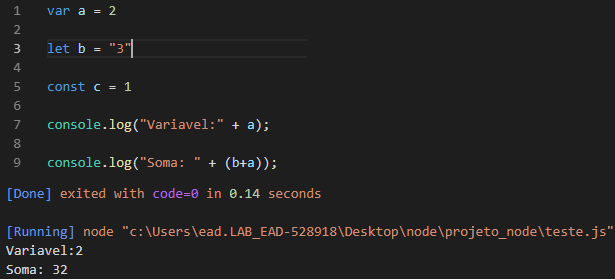 1 var a = 2
2
3 let b = "3"
4
5 const c = 1
6
7 console.log("Variavel:" + a);
8
9 console.log("Soma: " + (b+a));
[Done] exited with code=0 in 0.14 seconds
[Running] node "c:\Users\ead.LAB_EAD-528918\Desktop\node\projeto_node\teste.js"
Variavel:2
Soma: 32